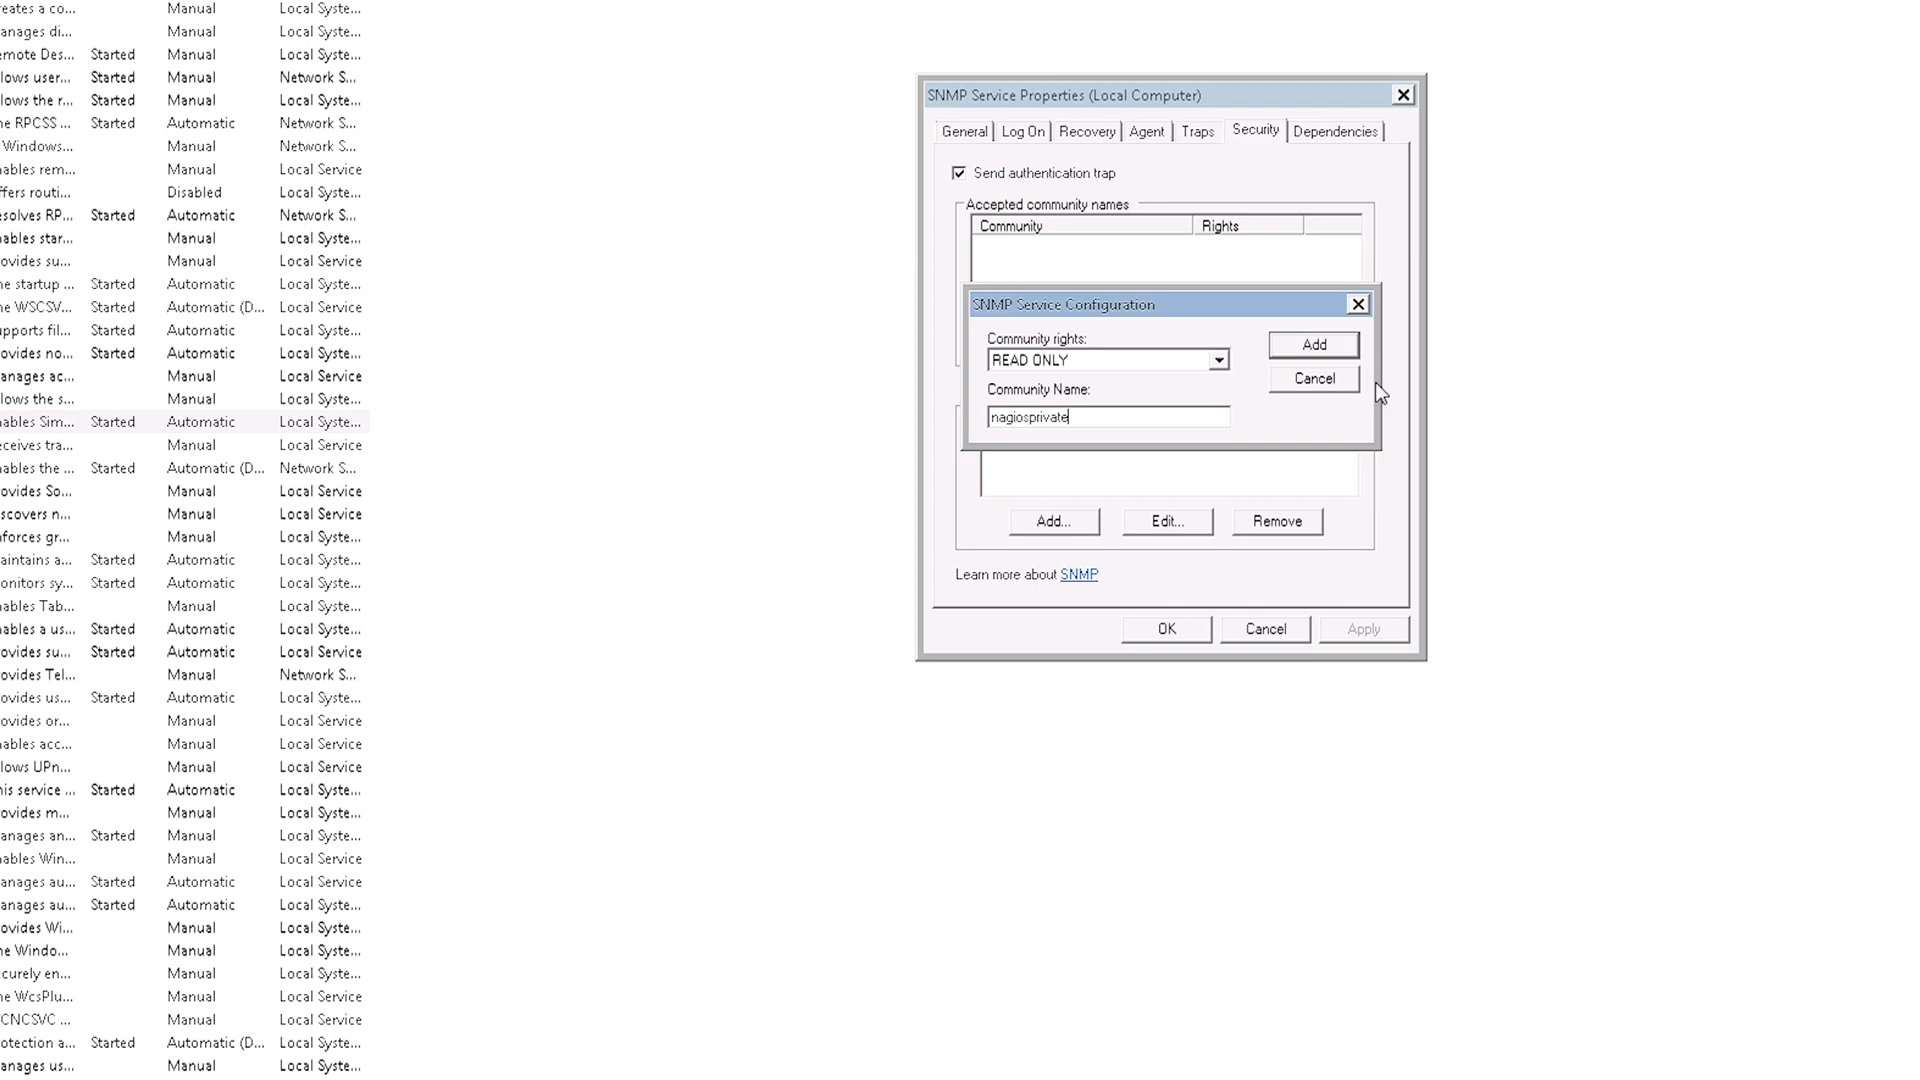 reates a co... Manual Local Syste...
anages di... Manual Local Syste...
emote Des... Started Manual Local Syste...
lows user... Started Manual Network S...
lows the r... Started Manual Local Syste...
he RPCSS ... Started Automatic Network S...
Windows... Manual Network S...
ables rem... Manual Local Service
ffers routi... Disabled Local Syste...
esolves RP... Started Automatic Network S...
ables star... Manual Local Syste...
ovides su... Manual Local Service
he startup ... Started Automatic Local Syste...
he WSCSV... Started Automatic (D... Local Service
upports fil... Started Automatic Local Syste...
ovides no... Started Automatic Local Syste...
anages ac... Manual Local Service
lows the s... Manual Local Syste...
ables Sim... Started Automatic Local Syste...
eceives tra... Manual Local Service
ables the ... Started Automatic (D... Network S...
ovides So... Manual Local Service
scovers n... Manual Local Service
nforces gr... Manual Local Syste...
aintains a... Started Automatic Local Syste...
onitors sy... Started Automatic Local Syste...
ables Tab... Manual Local Syste...
ables a us... Started Automatic Local Syste...
ovides su... Started Automatic Local Service
ovides Tel... Manual Network S...
ovides us... Started Automatic Local Syste...
ovides or... Manual Local Service
ables acc... Manual Local Service
lows UPn... Manual Local Service
his service ... Started Automatic Local Syste...
ovides m... Manual Local Syste...
anages an... Started Manual Local Syste...
ables Win... Manual Local Service
anages au... Started Automatic Local Service
anages au... Started Automatic Local Syste...
ovides Wi... Manual Local Syste...
he Windo... Manual Local Syste...
curely en... Manual Local Syste...
he WcsPlu... Manual Local Service
CNCSVC ... Manual Local Service
otection a... Started Automatic (D... Local Syste...
anages us... Manual Local Syste...
SNMP Service Properties (Local Computer)
General Log On Recovery Agent Traps Security Dependencies
Send authentication trap
Accepted community names
Community Rights
SNMP Service Configuration
Community rights:
READ ONLY
Add
Cancel
Community Name:
nagiosprivate
Add... Edit... Remove
Learn more about SNMP
OK Cancel Apply